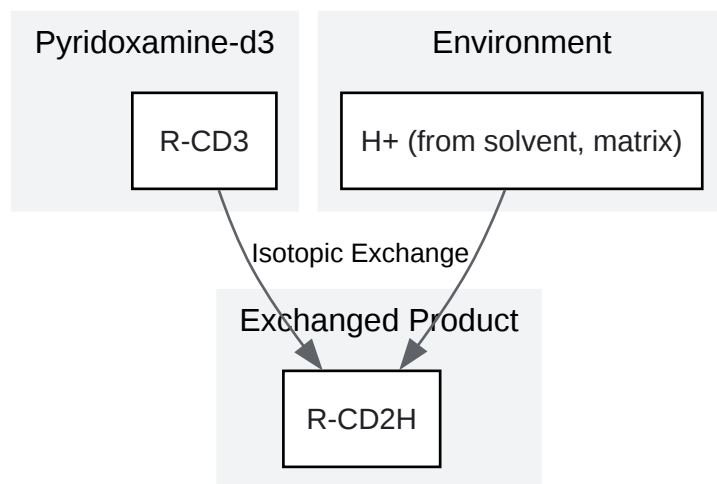 Pyridoxamine-d3
Environment
R-CD3
H+ (from solvent, matrix)
Isotopic Exchange
Exchanged Product
R-CD2H